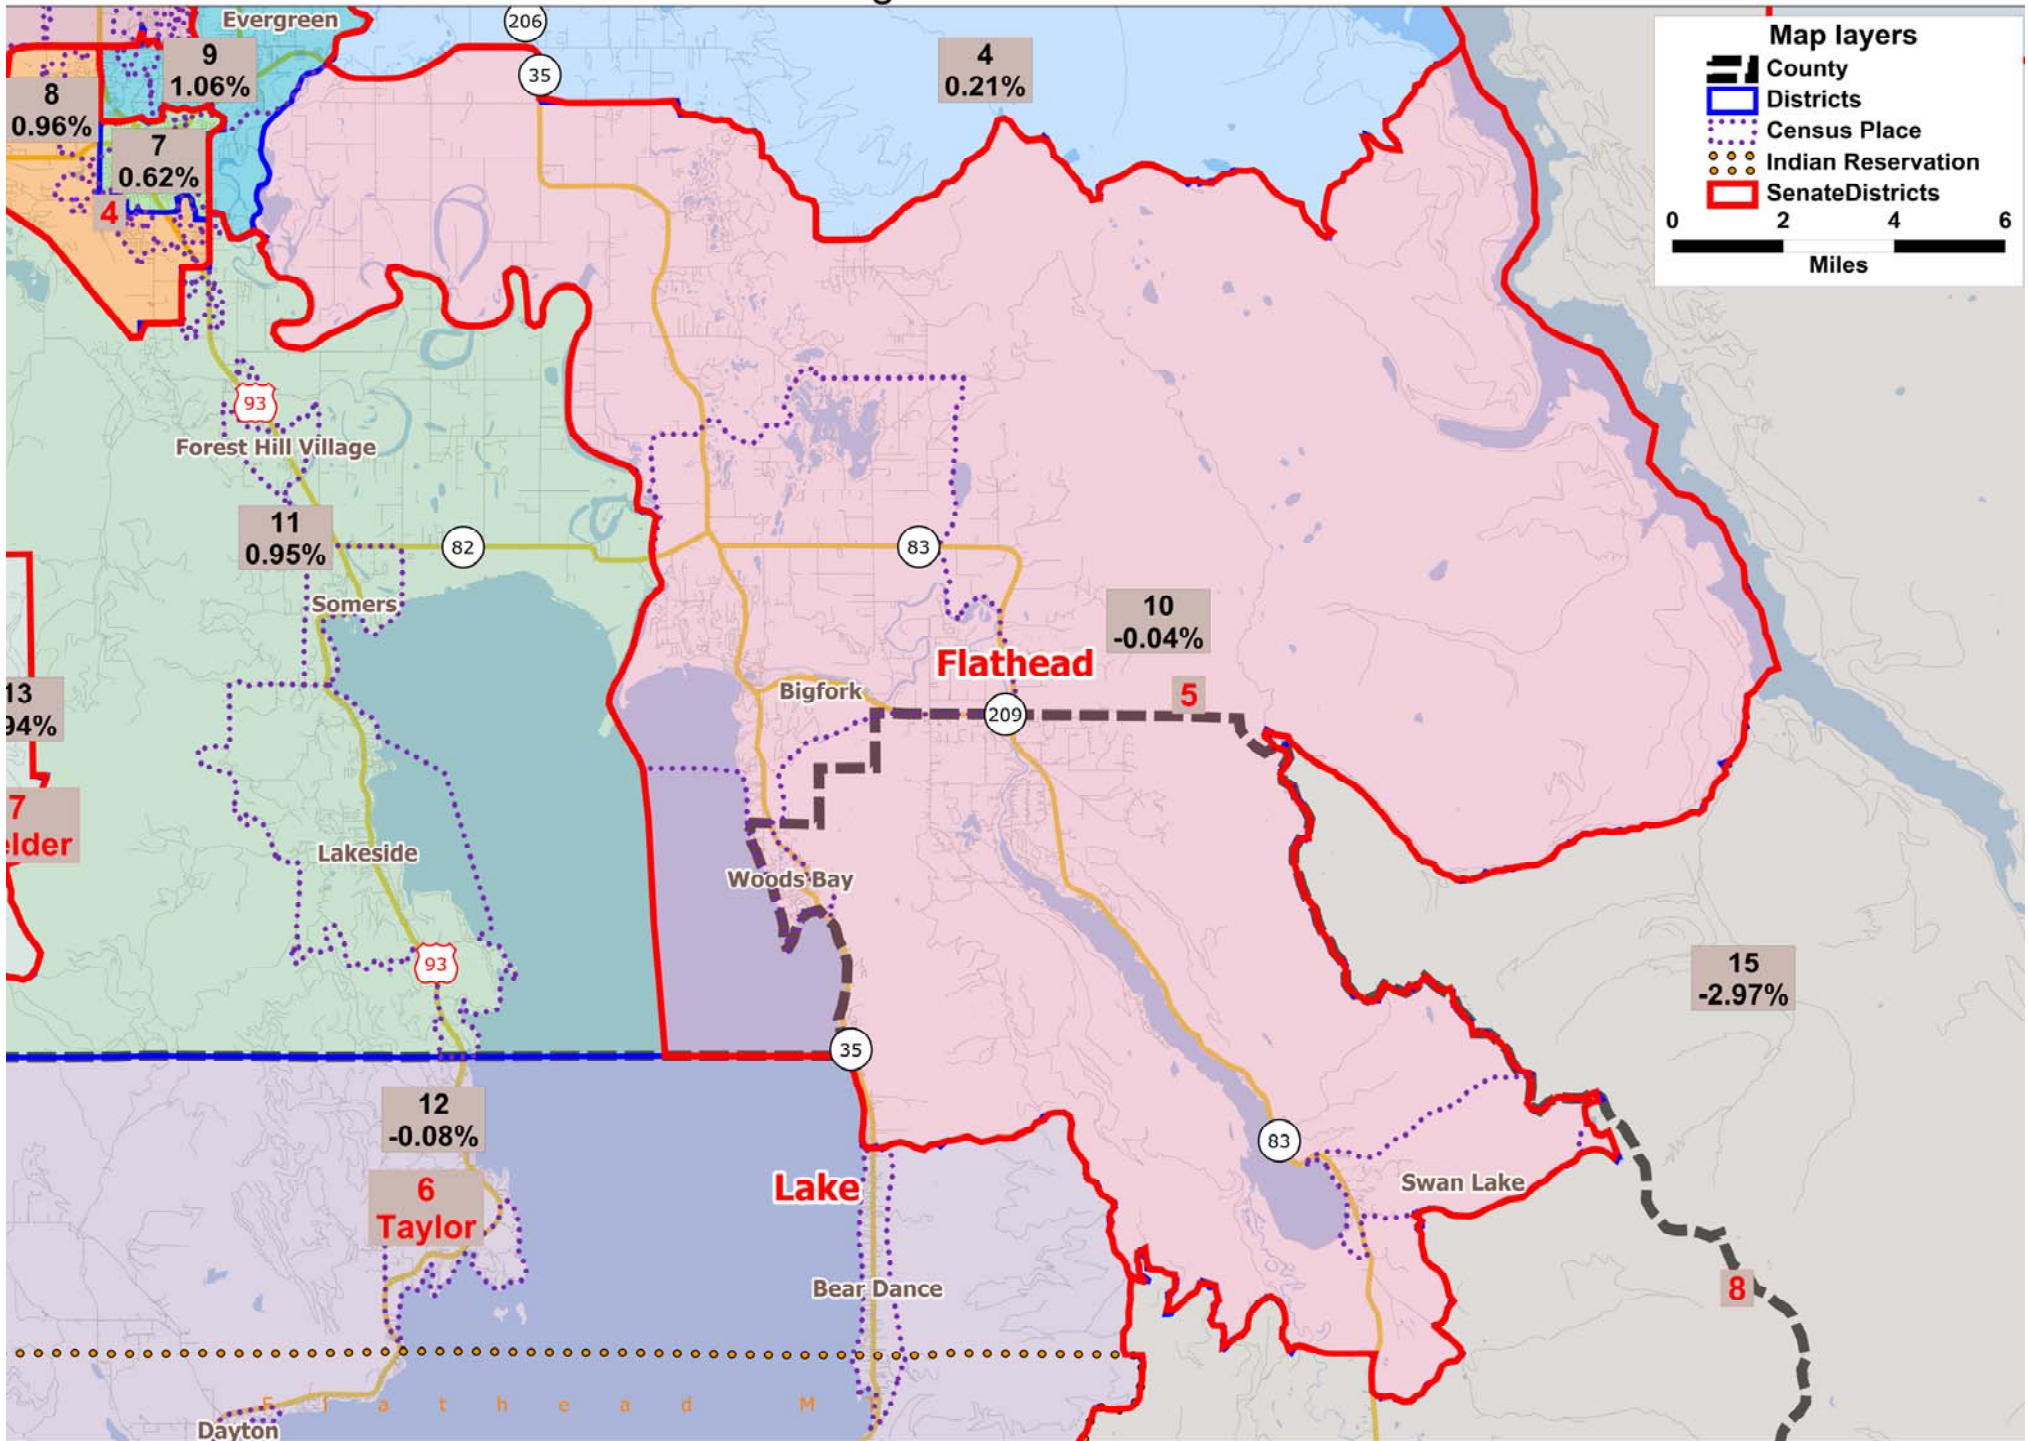 Evergreen
206
35
9
1.06%
8
0.96%
7
0.62%
4
4
0.21%
Map layers
County
Districts
Census Place
Indian Reservation
SenateDistricts
0 2 4 6
Miles
93
Forest Hill Village
11
0.95%
82
83
Somers
10
-0.04%
Flathead
5
Bigfork
209
13
94%
7
elder
Lakeside
Woods Bay
93
15
-2.97%
35
12
-0.08%
83
6
Taylor
Lake
Swan Lake
Bear Dance
8
F l a t h e a d M
Dayton